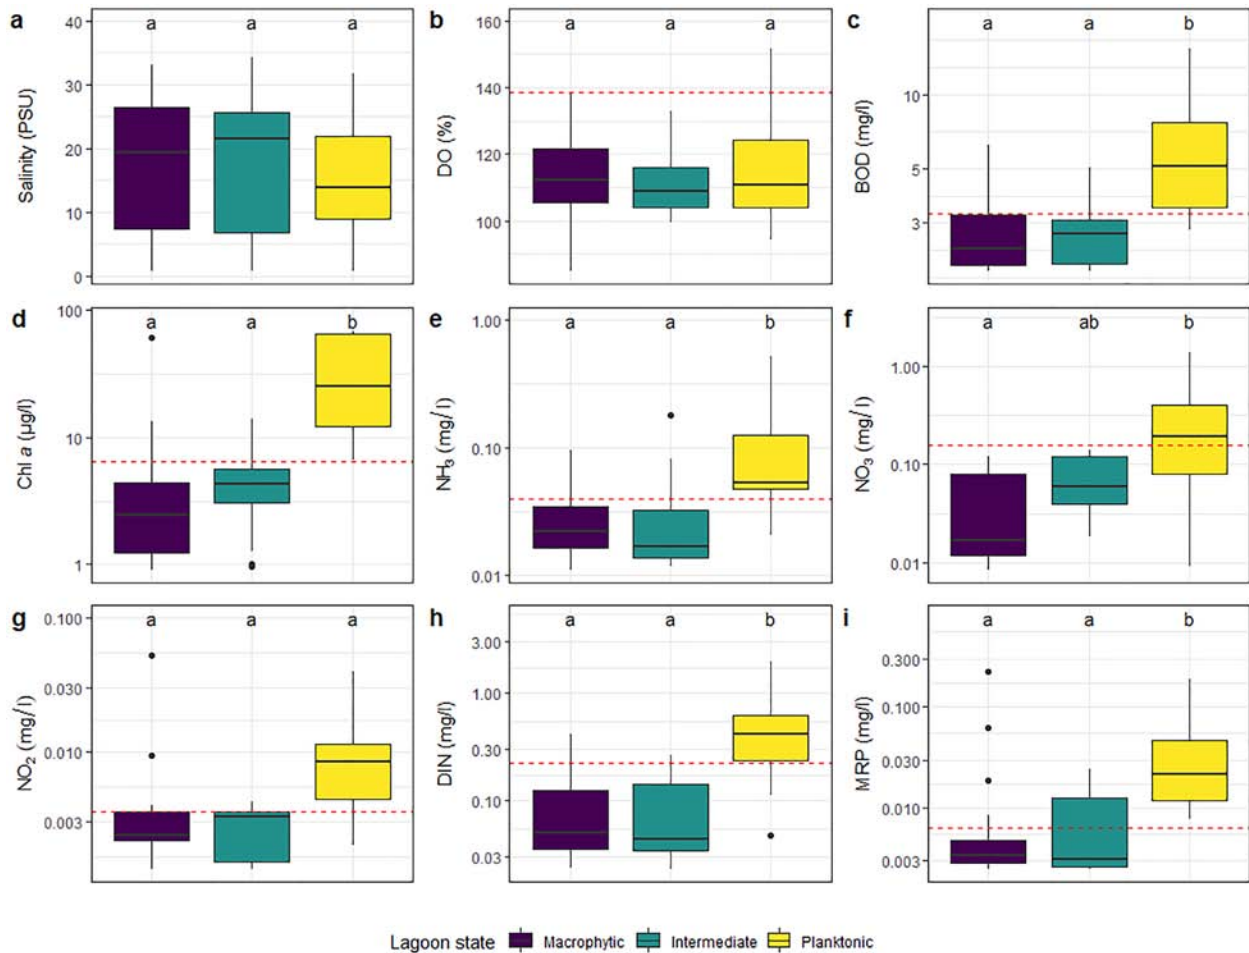 a
40
30
20
10
0
Salinity (PSU)
a a a
b
160
140
120
100
DO (%)
a a a
c
10
5
3
BOD (mg/l)
a a b
d
100
10
1
Chl a (µg/l)
a a b
e
1.00
0.10
0.01
NH₃ (mg/l)
a a b
f
1.00
0.10
0.01
NO₃ (mg/l)
a ab b
g
0.100
0.030
0.010
0.003
NO₂ (mg/l)
a a a
h
3.00
1.00
0.30
0.10
0.03
DIN (mg/l)
a a b
i
0.300
0.100
0.030
0.010
0.003
MRP (mg/l)
a a b
Lagoon state Macrophytic Intermediate Planktonic